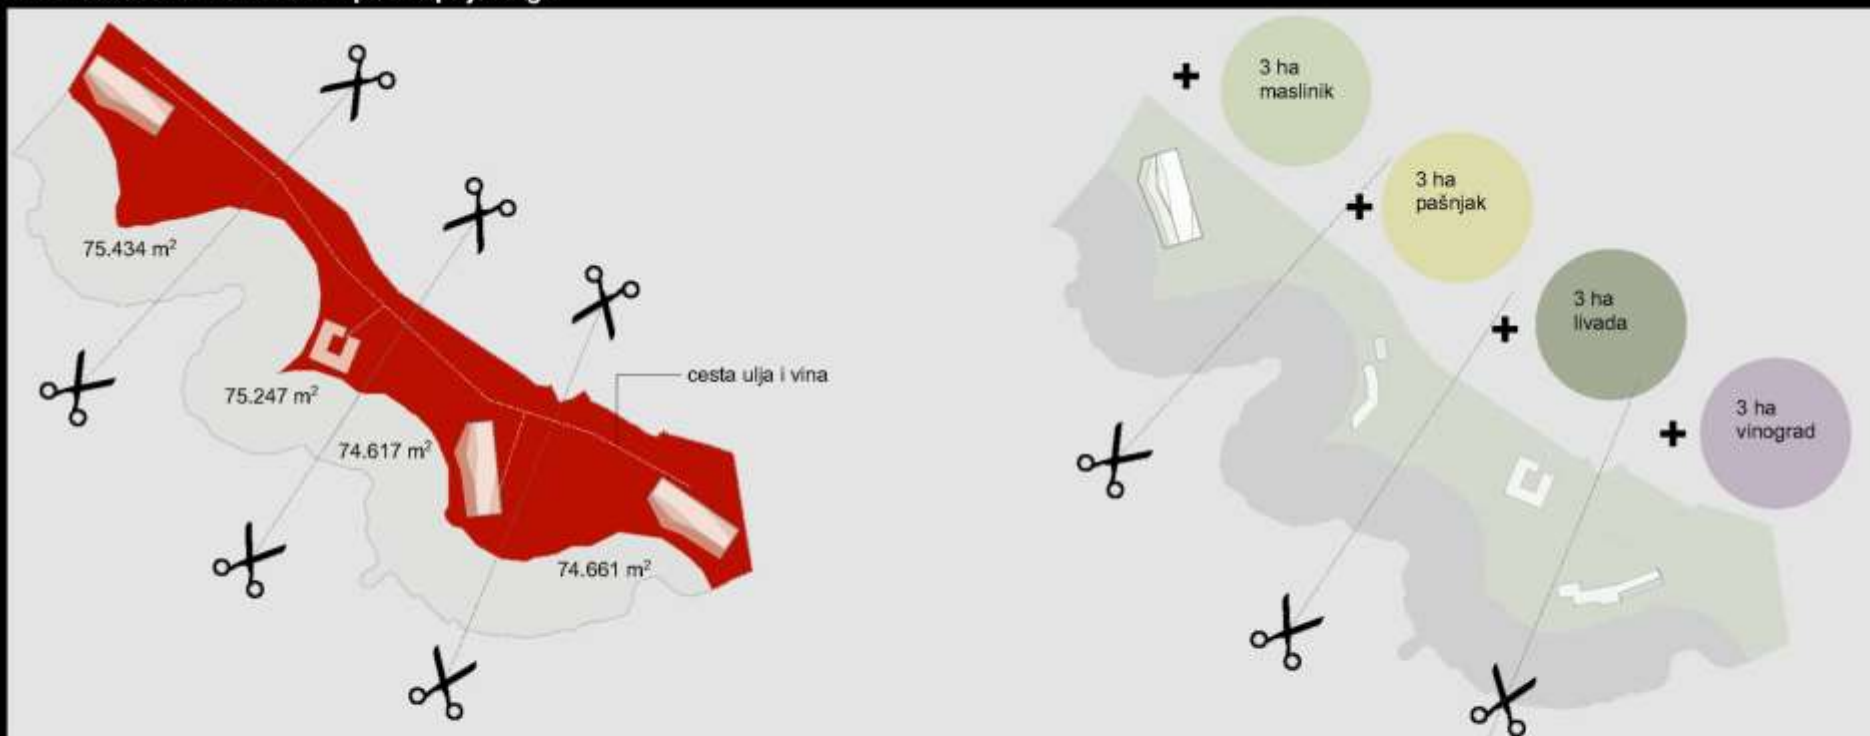 75.434 m²
75.247 m²
74.617 m²
74.661 m²
cesta ulja i vina
3 ha
maslinik
3 ha
pašnjak
3 ha
livada
3 ha
vinograd